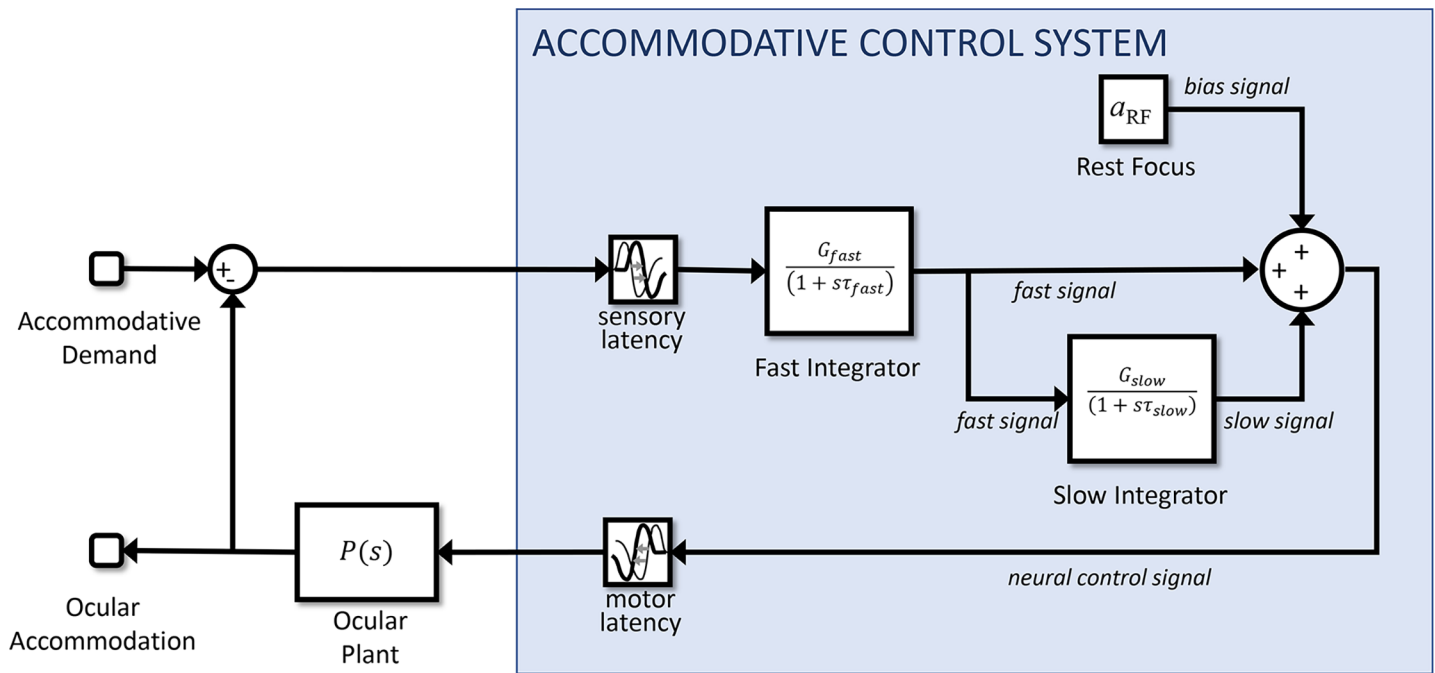 ACCOMMODATIVE CONTROL SYSTEM
bias signal
a_RF
Rest Focus
+
-
Accommodative
Demand
sensory
latency
G_fast
(1 + sτ_fast)
Fast Integrator
fast signal
+
+
+
fast signal
G_slow
(1 + sτ_slow)
slow signal
Slow Integrator
P(s)
Ocular
Accommodation
Ocular
Plant
motor
latency
neural control signal